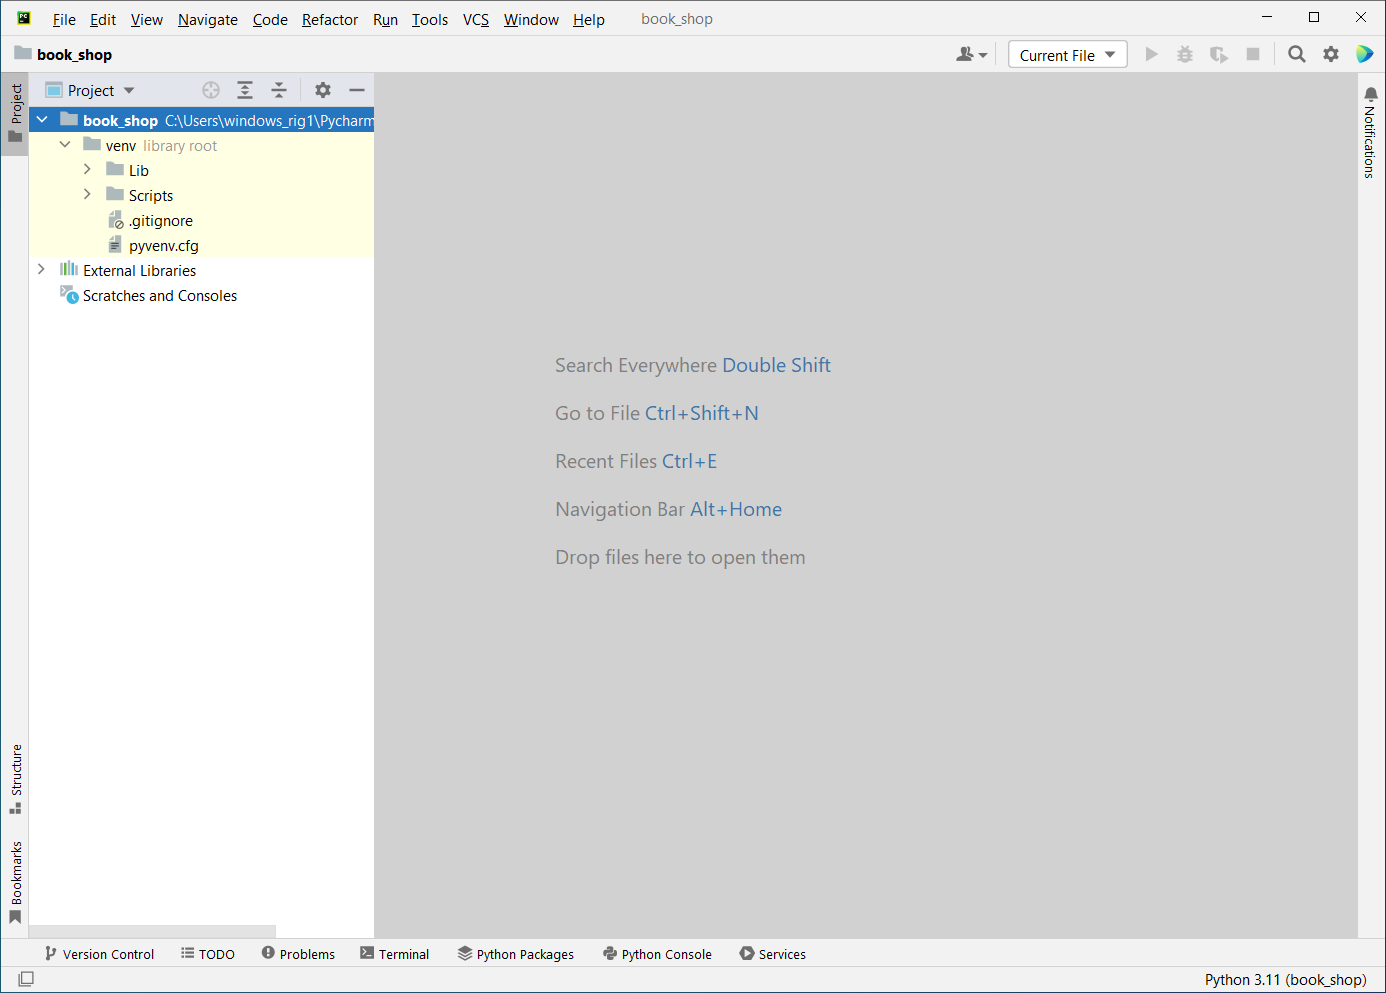 File Edit View Navigate Code Refactor Run Tools VCS Window Help book_shop
book_shop
Current File
Project
Project
book_shop C:\Users\windows_rig1\Pycharm
venv library root
Lib
Scripts
.gitignore
pyvenv.cfg
External Libraries
Scratches and Consoles
Search Everywhere Double Shift
Go to File Ctrl+Shift+N
Recent Files Ctrl+E
Navigation Bar Alt+Home
Drop files here to open them
Notifications
Structure
Bookmarks
Version Control TODO Problems Terminal Python Packages Python Console Services
Python 3.11 (book_shop)